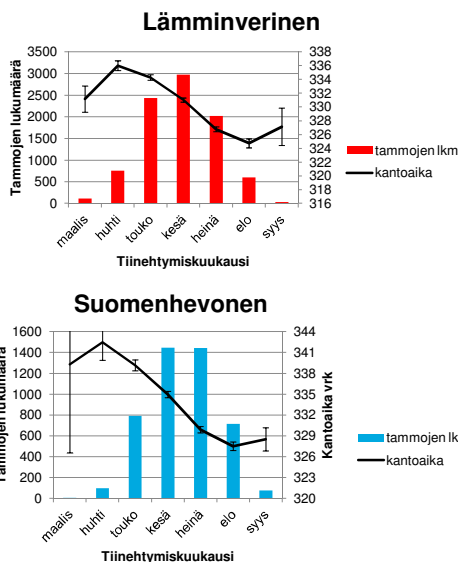 Lämminverinen
Tammojen lukumäärä
3500
3000
2500
2000
1500
1000
500
0
338
336
334
332
330
328
326
324
322
320
318
316
maalis
huhti
touko
kesä
heinä
elo
syys
Tiinehtymiskuukausi
tammojen lkm
kantoaika
Suomenhevonen
Tammojen lukumäärä
1600
1400
1200
1000
800
600
400
200
0
344
341
338
335
332
329
326
323
320
Kantoaika vrk
maalis
huhti
touko
kesä
heinä
elo
syys
Tiinehtymiskuukausi
tammojen lk
kantoaika